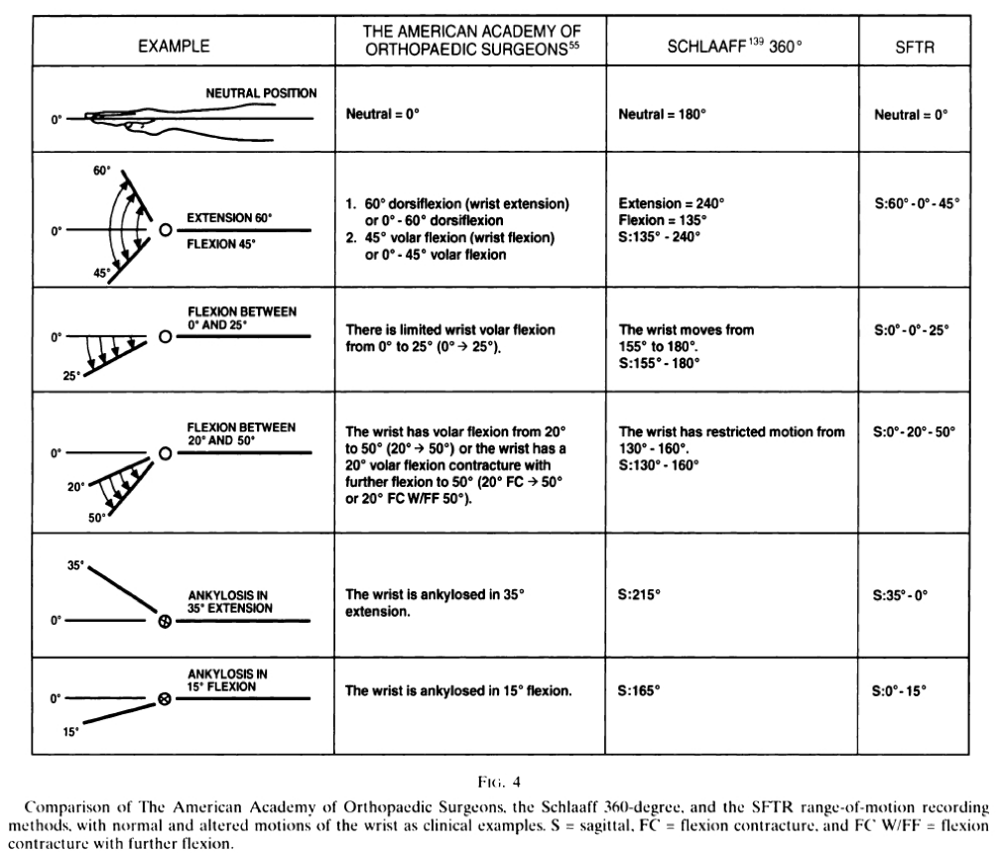 EXAMPLE
THE AMERICAN ACADEMY OF
ORTHOPAEDIC SURGEONS55
SCHLAAFF139 360°
SFTR
NEUTRAL POSITION
0°
Neutral = 0°
Neutral = 180°
Neutral = 0°
60°
0°
45°
EXTENSION 60°
FLEXION 45°
1. 60° dorsiflexion (wrist extension)
or 0° - 60° dorsiflexion
2. 45° volar flexion (wrist flexion)
or 0° - 45° volar flexion
Extension = 240°
Flexion = 135°
S:135° - 240°
S:60° - 0° - 45°
FLEXION BETWEEN
0° AND 25°
0°
25°
There is limited wrist volar flexion
from 0° to 25° (0° → 25°).
The wrist moves from
155° to 180°.
S:155° - 180°
S:0° - 0° - 25°
FLEXION BETWEEN
20° AND 50°
0°
20°
50°
The wrist has volar flexion from 20°
to 50° (20° → 50°) or the wrist has a
20° volar flexion contracture with
further flexion to 50° (20° FC → 50°
or 20° FC W/FF 50°).
The wrist has restricted motion from
130° - 160°.
S:130° - 160°
S:0° - 20° - 50°
35°
0°
ANKYLOSIS IN
35° EXTENSION
The wrist is ankylosed in 35°
extension.
S:215°
S:35° - 0°
ANKYLOSIS IN
15° FLEXION
0°
15°
The wrist is ankylosed in 15° flexion.
S:165°
S:0° - 15°
FIG. 4
Comparison of The American Academy of Orthopaedic Surgeons, the Schlaaff 360-degree, and the SFTR range-of-motion recording
methods, with normal and altered motions of the wrist as clinical examples. S = sagittal, FC = flexion contracture, and FC W/FF = flexion
contracture with further flexion.